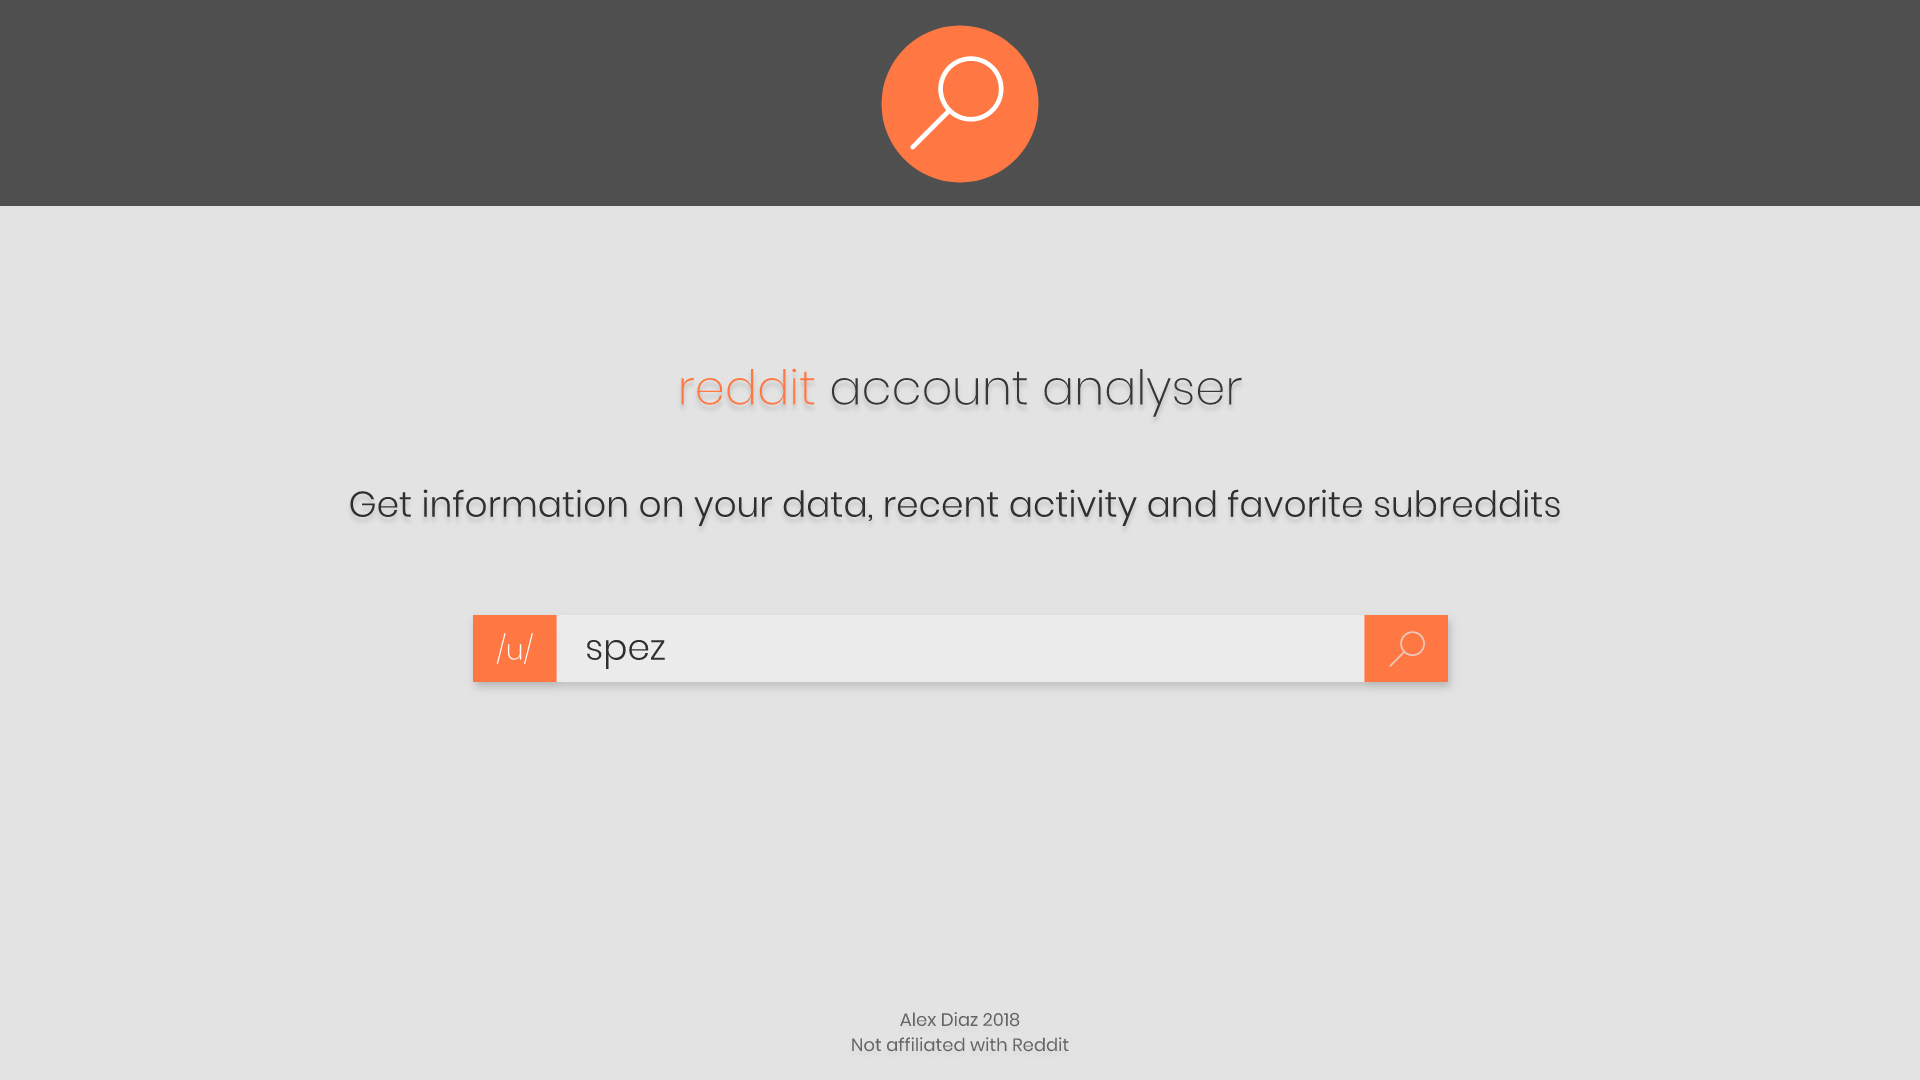 reddit account analyser
Get information on your data, recent activity and favorite subreddits
/u/ spez
Alex Diaz 2018
Not affiliated with Reddit